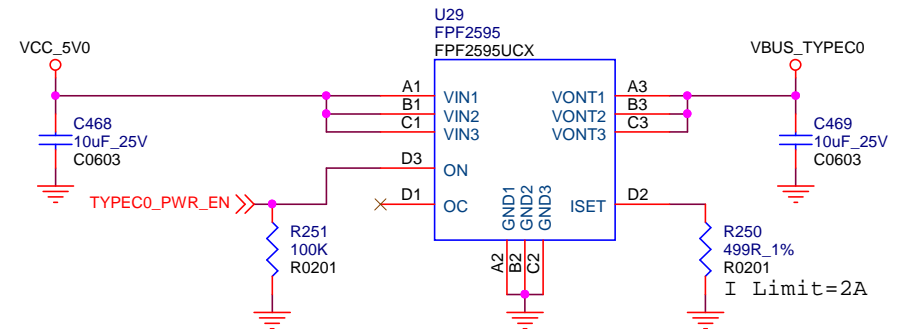 U29
FPF2595
FPF2595UCX
VCC_5V0
VBUS_TYPEC0
A1
VIN1
VONT1
A3
B1
VIN2
VONT2
B3
C1
VIN3
VONT3
C3
C468
10uF_25V
C0603
C469
10uF_25V
C0603
D3
ON
TYPEC0_PWR_EN
D1
OC
GND1
GND2
GND3
ISET
D2
R251
100K
R0201
A2
B2
C2
R250
499R_1%
R0201
I Limit=2A